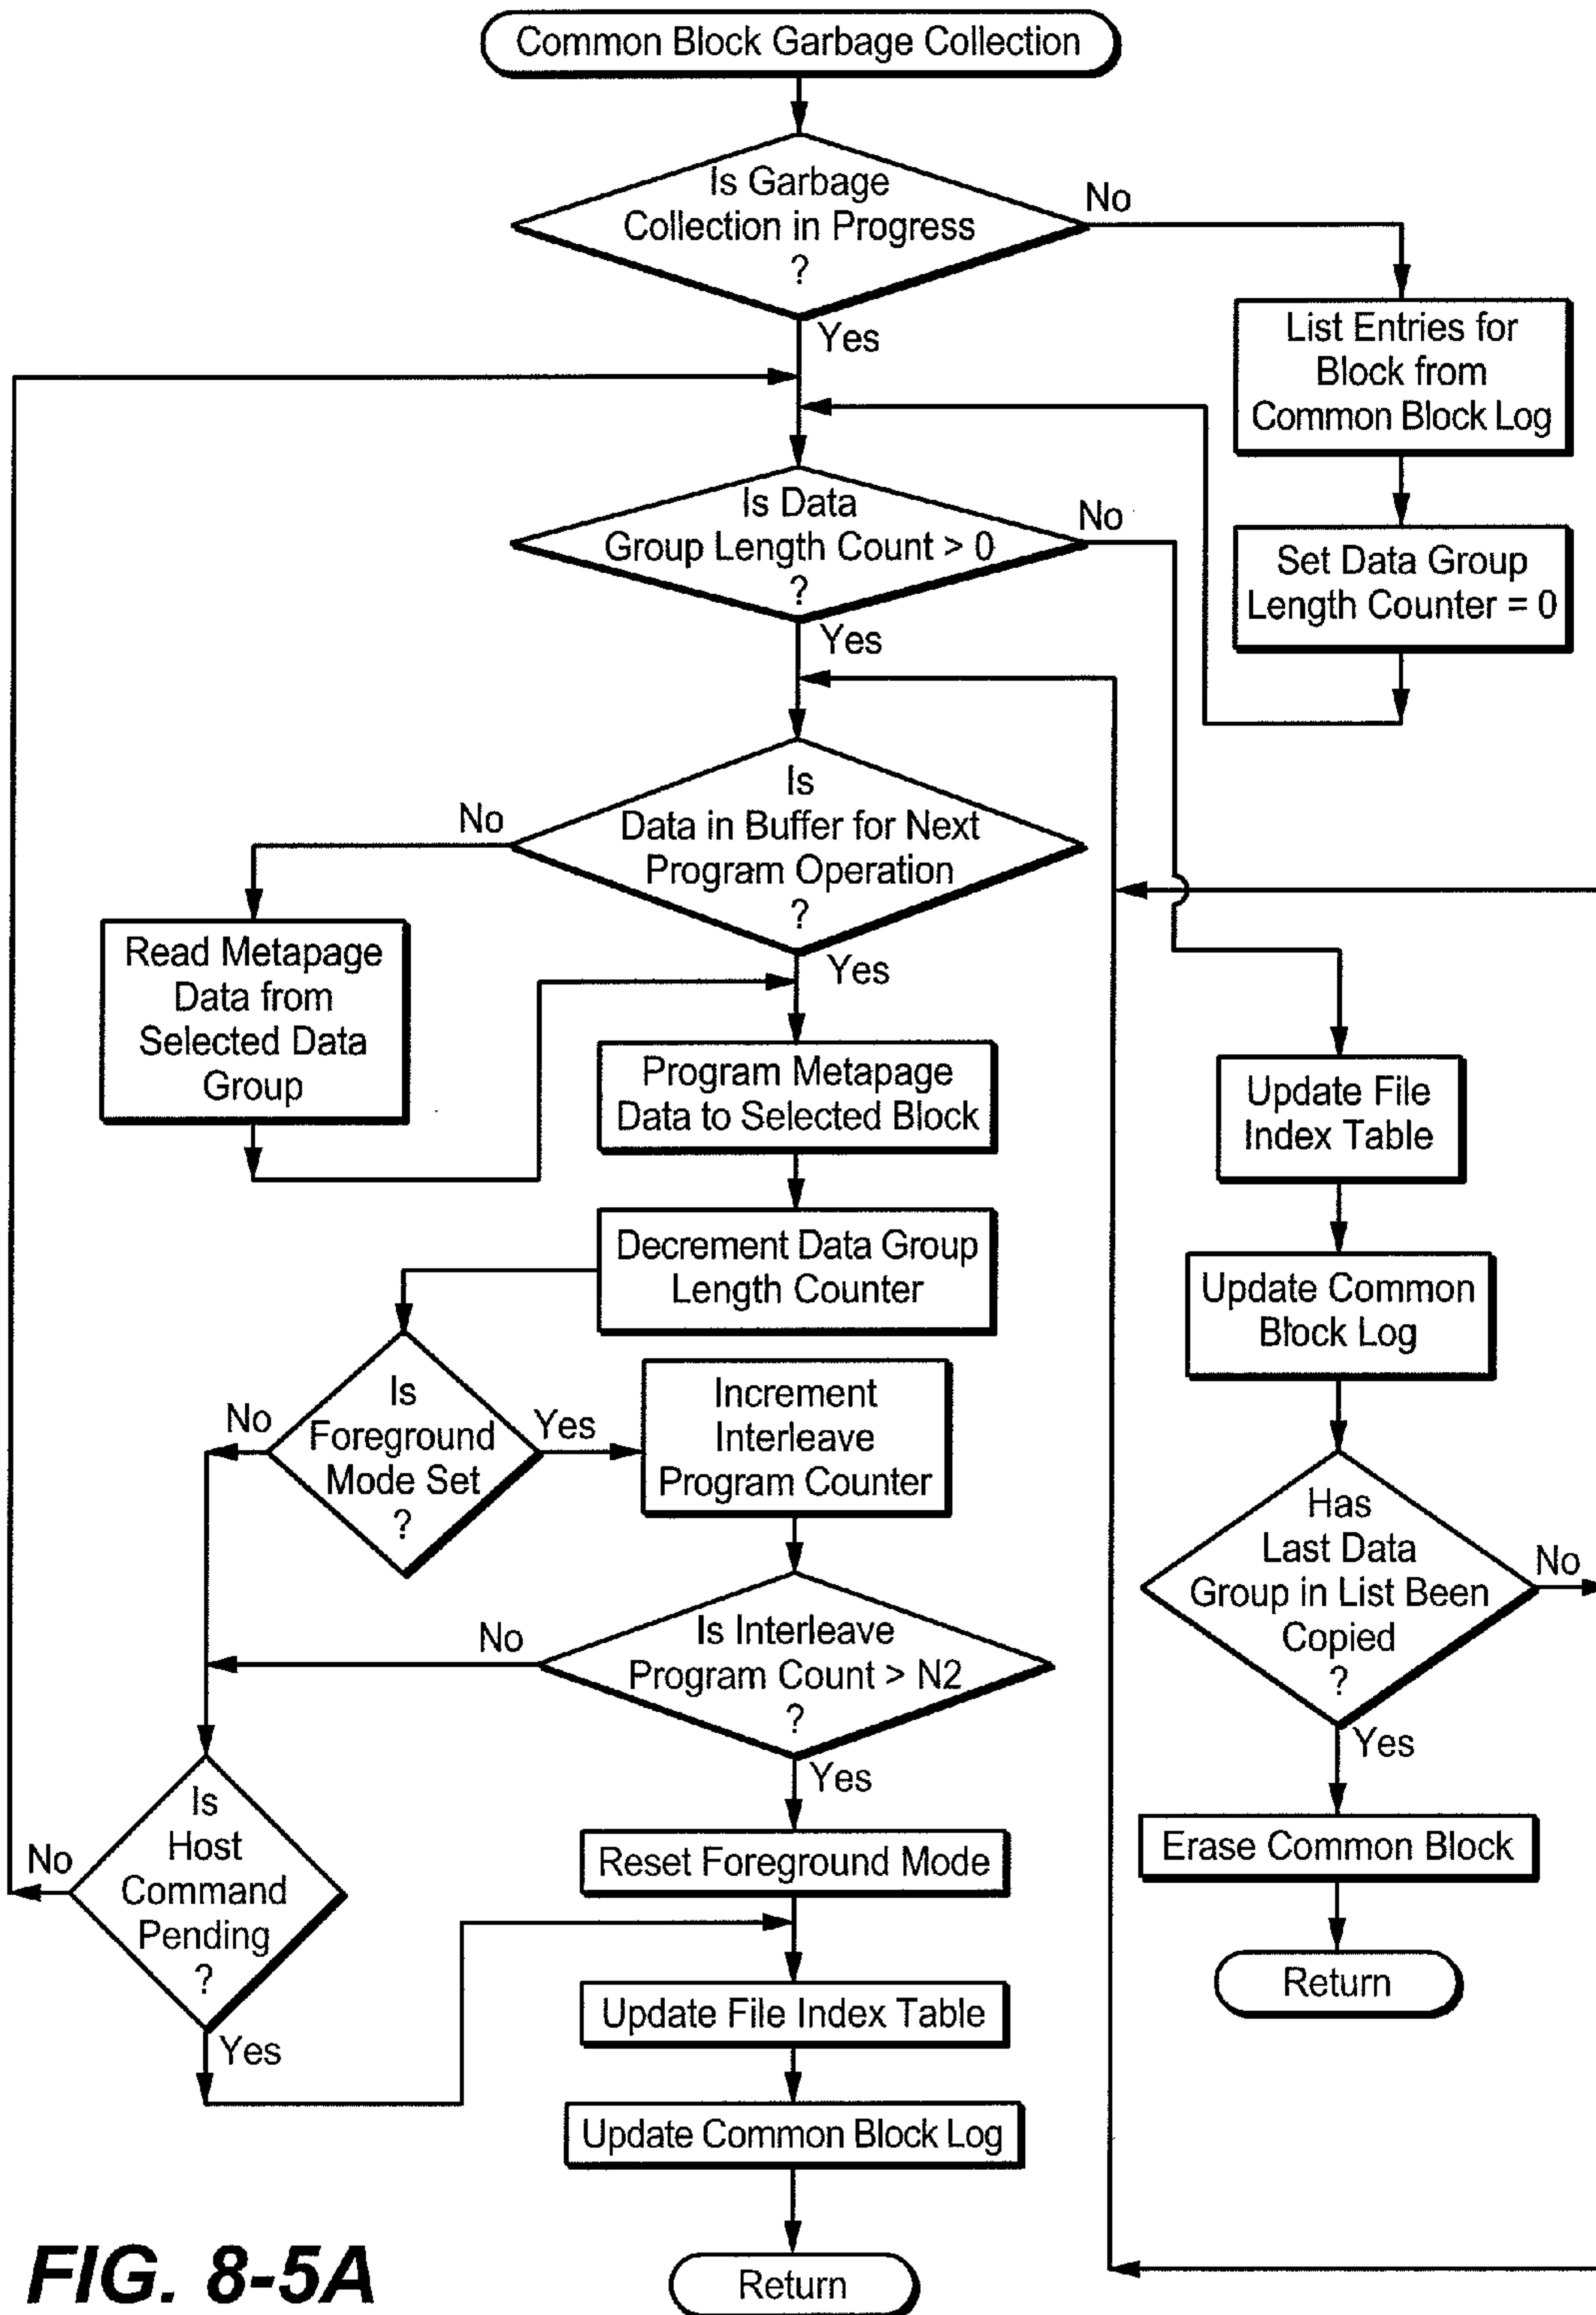 Common Block Garbage Collection
Is Garbage
Collection in Progress
?
No
Yes
List Entries for
Block from
Common Block Log
Set Data Group
Length Counter = 0
Is Data
Group Length Count > 0
?
No
Yes
Is
Data in Buffer for Next
Program Operation
?
No
Yes
Read Metapage
Data from
Selected Data
Group
Program Metapage
Data to Selected Block
Decrement Data Group
Length Counter
Is
Foreground
Mode Set
?
No
Yes
Increment
Interleave
Program Counter
Is Interleave
Program Count > N2
?
No
Yes
Is
Host
Command
Pending
?
No
Yes
Reset Foreground Mode
Update File Index Table
Update Common Block Log
Return
Update File
Index Table
Update Common
Block Log
Has
Last Data
Group in List Been
Copied
?
No
Yes
Erase Common Block
Return
FIG. 8-5A